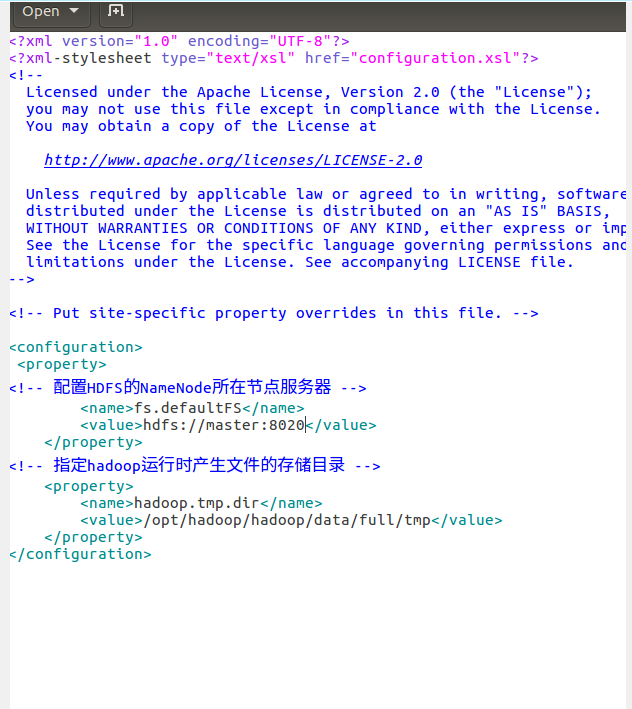 Open
<?xml version="1.0" encoding="UTF-8"?>
<?xml-stylesheet type="text/xsl" href="configuration.xsl"?>
<!--
  Licensed under the Apache License, Version 2.0 (the "License");
  you may not use this file except in compliance with the License.
  You may obtain a copy of the License at

    http://www.apache.org/licenses/LICENSE-2.0

  Unless required by applicable law or agreed to in writing, software
  distributed under the License is distributed on an "AS IS" BASIS,
  WITHOUT WARRANTIES OR CONDITIONS OF ANY KIND, either express or imp
  See the License for the specific language governing permissions and
  limitations under the License. See accompanying LICENSE file.
-->

<!-- Put site-specific property overrides in this file. -->

<configuration>
 <property>
<!-- 配置HDFS的NameNode所在节点服务器 -->
        <name>fs.defaultFS</name>
        <value>hdfs://master:8020</value>
    </property>
<!-- 指定hadoop运行时产生文件的存储目录 -->
    <property>
        <name>hadoop.tmp.dir</name>
        <value>/opt/hadoop/hadoop/data/full/tmp</value>
    </property>
</configuration>